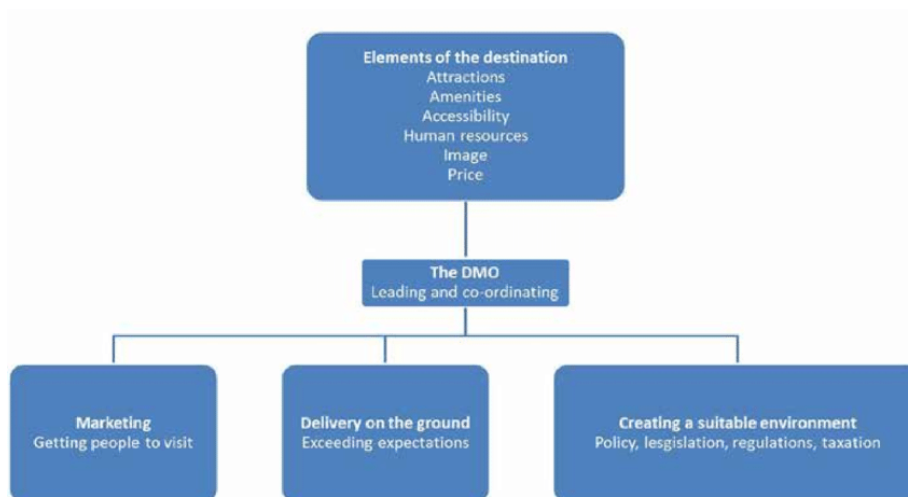 Elements of the destination
Attractions
Amenities
Accessibility
Human resources
Image
Price
The DMO
Leading and co-ordinating
Marketing
Getting people to visit
Delivery on the ground
Exceeding expectations
Creating a suitable environment
Policy, lesgislation, regulations, taxation